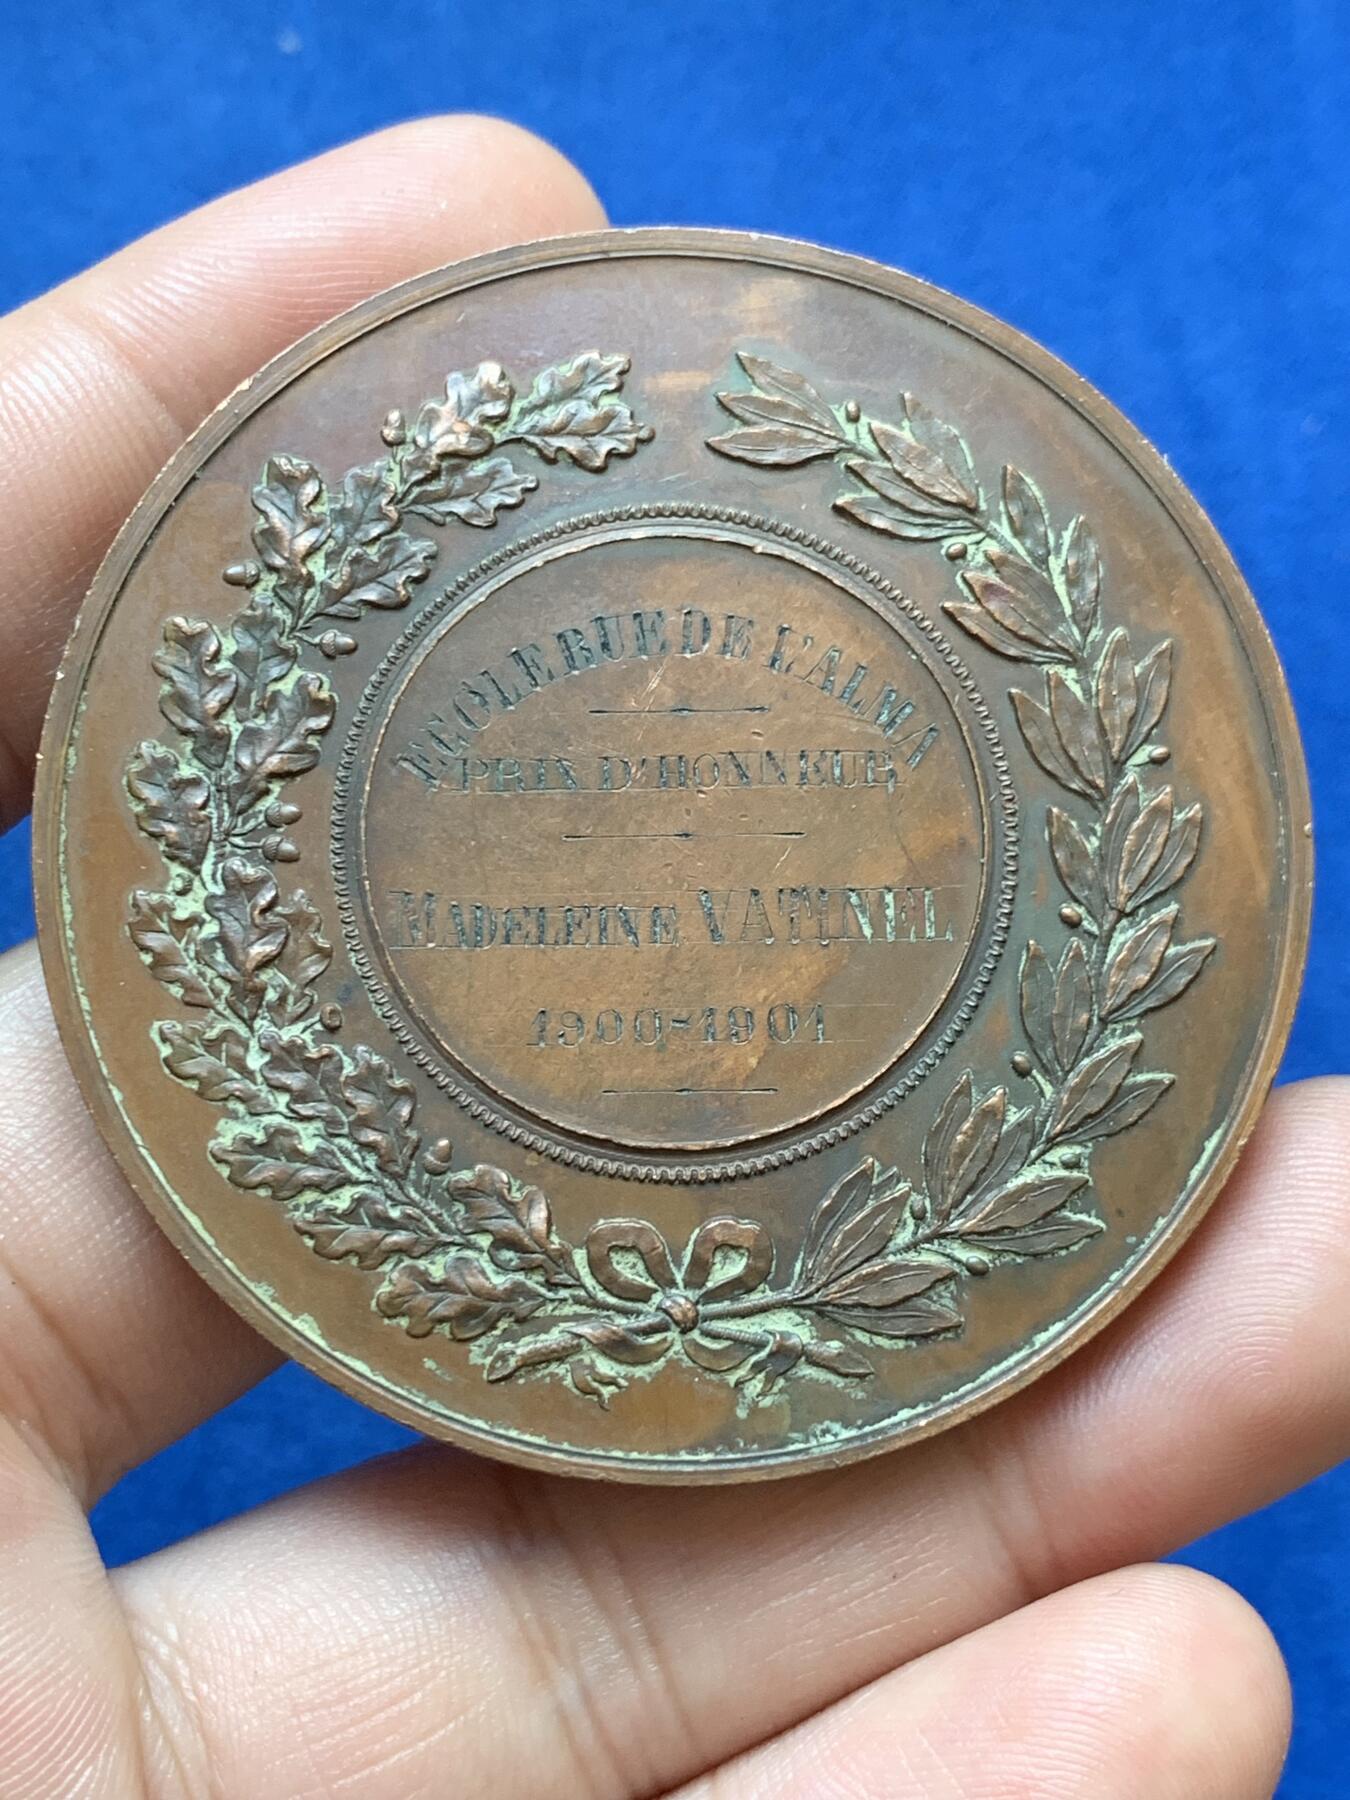 ECOLE RUE DE L'ALMA
PRIX D'HONNEUR
MADELEINE VATINEL
1900-1901